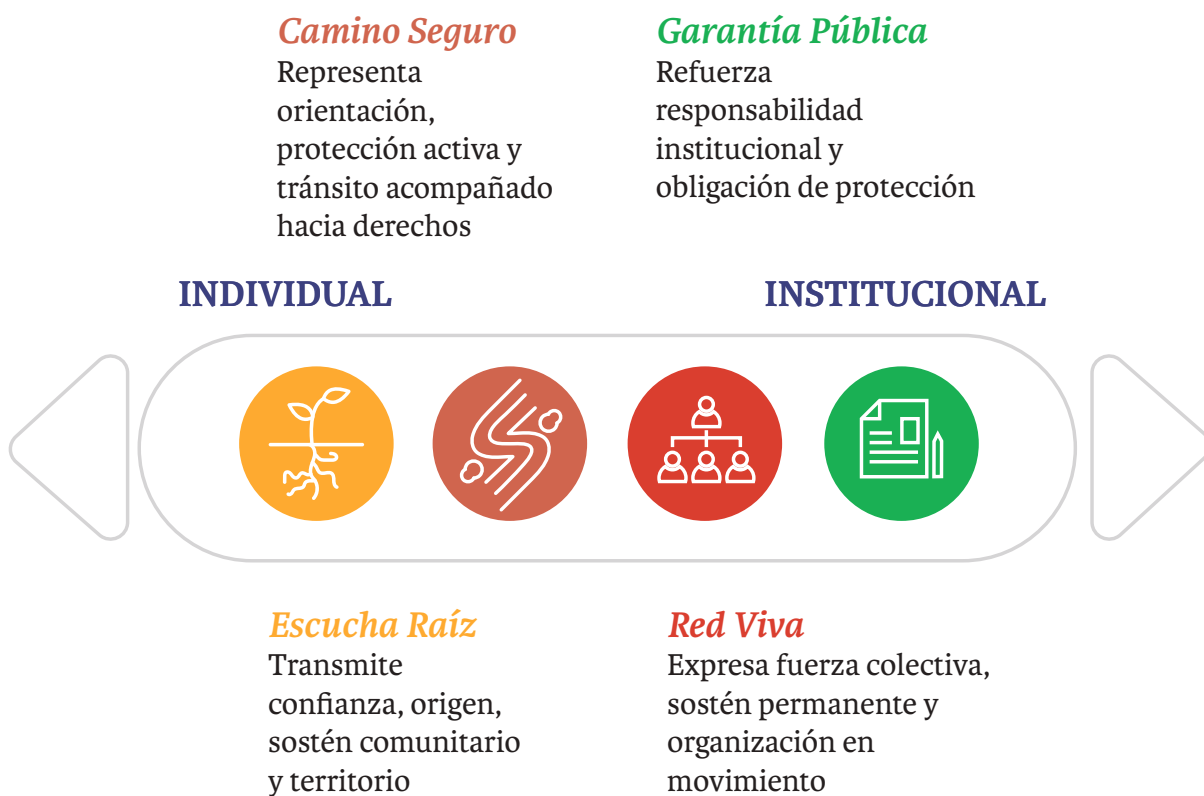 Camino Seguro
Representa
orientación,
protección activa y
tránsito acompañado
hacia derechos
Garantía Pública
Refuerza
responsabilidad
institucional y
obligación de protección
INDIVIDUAL
INSTITUCIONAL
Escucha Raíz
Transmite
confianza, origen,
sostén comunitario
y territorio
Red Viva
Expresa fuerza colectiva,
sostén permanente y
organización en
movimiento